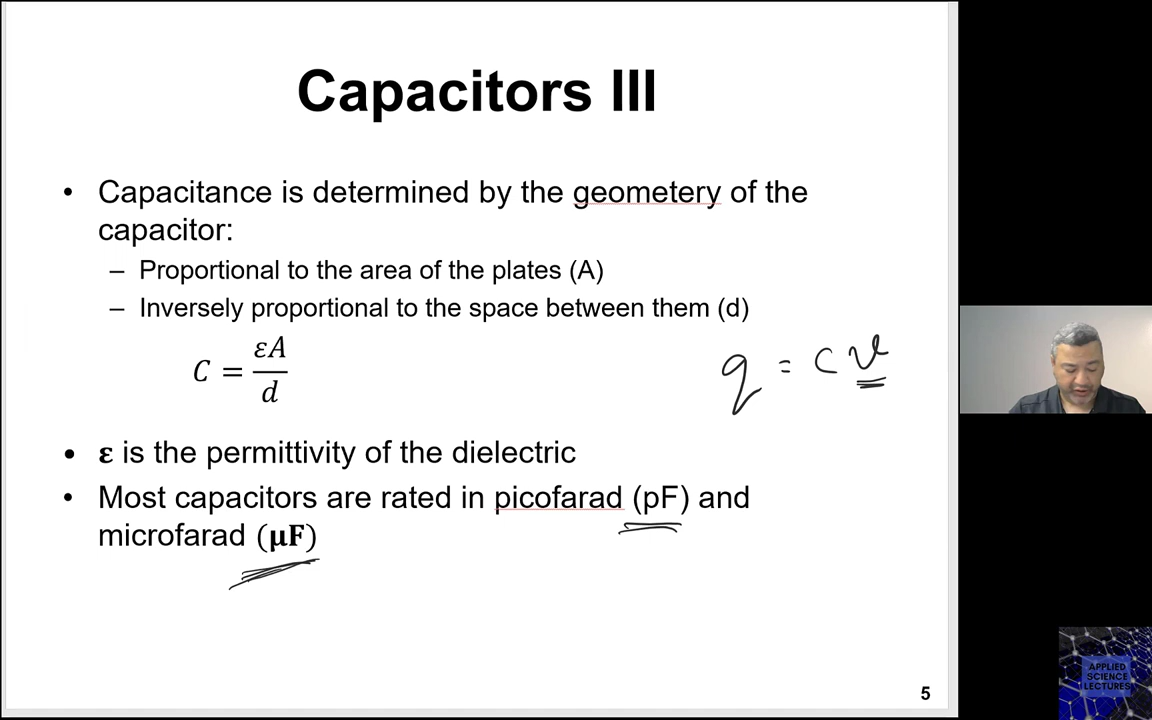 Capacitors III
• Capacitance is determined by the geometery of the
capacitor:
– Proportional to the area of the plates (A)
– Inversely proportional to the space between them (d)
C = εA/d
q = cv
• ε is the permittivity of the dielectric
• Most capacitors are rated in picofarad (pF) and
microfarad (μF)
5
APPLIED
SCIENCE
LECTURES